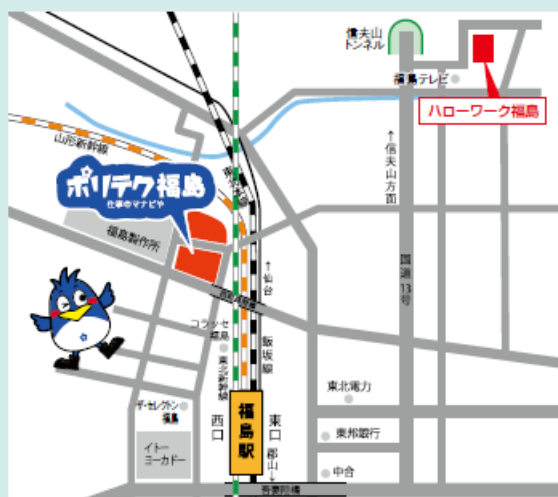 信夫山
トンネル
福島テレビ
ハローワーク福島
山形新幹線
ポリテク福島
仕事のマナビや
福島製作所
↑信夫山方面
国道13号
↑仙台
飯坂線
コラッセ
福島
東北新幹線
ザ・セレクトン
福島
イトー
ヨーカドー
西口
福島駅
東口
郡山↓
東北電力
東邦銀行
中合